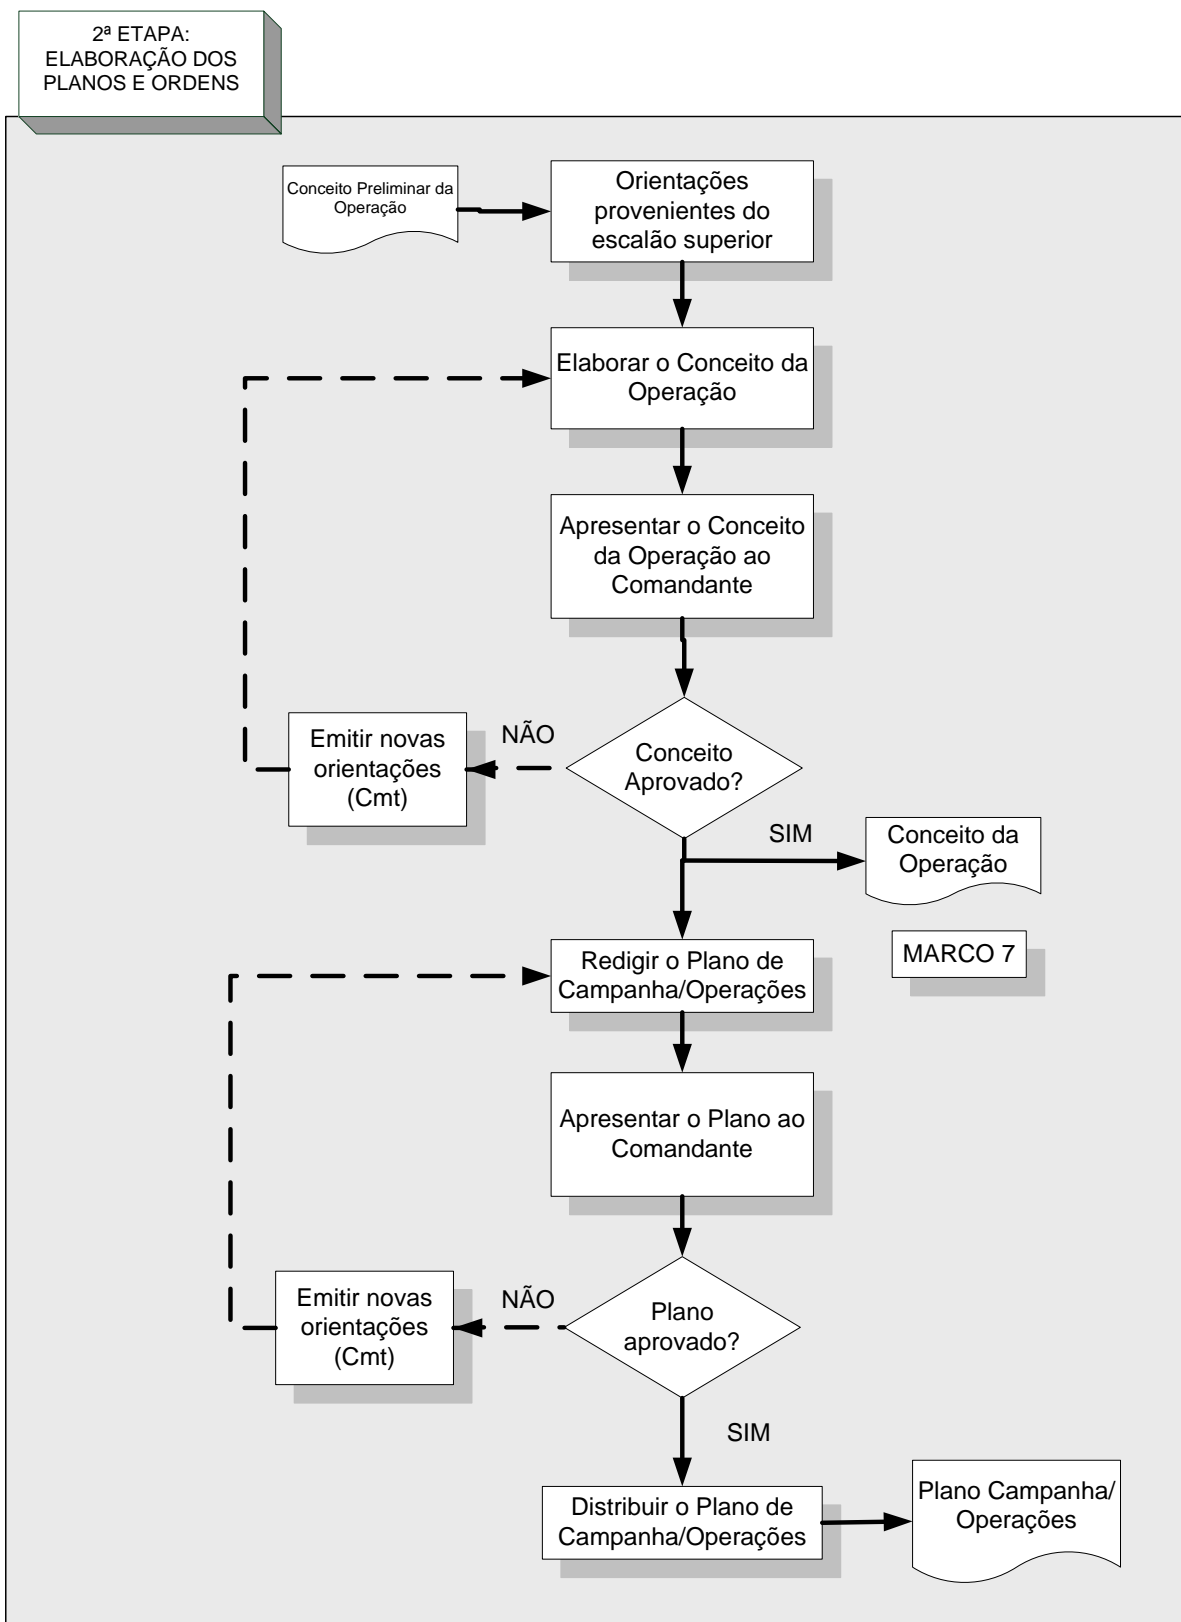 2ª ETAPA:
ELABORAÇÃO DOS
PLANOS E ORDENS
Conceito Preliminar da
Operação
Orientações
provenientes do
escalão superior
Elaborar o Conceito da
Operação
Apresentar o Conceito
da Operação ao
Comandante
Emitir novas
orientações
(Cmt)
NÃO
Conceito
Aprovado?
SIM
Conceito da
Operação
MARCO 7
Redigir o Plano de
Campanha/Operações
Apresentar o Plano ao
Comandante
Emitir novas
orientações
(Cmt)
NÃO
Plano
aprovado?
SIM
Distribuir o Plano de
Campanha/Operações
Plano Campanha/
Operações